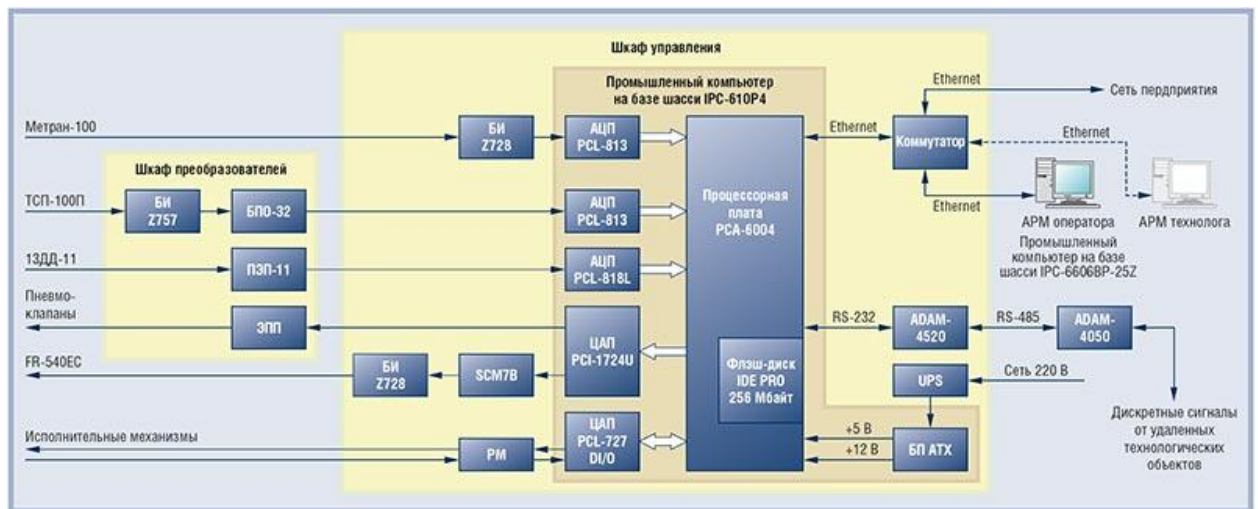 Шкаф управления
Промышленный компьютер
на базе шасси IPC-610P4
Ethernet
Сеть пердприятия
Метран-100
БИ
Z728
АЦП
PCL-813
Ethernet
Коммутатор
Ethernet
Шкаф преобразователей
ТСП-100П
БИ
Z757
БПО-32
АЦП
PCL-813
Процессорная
плата
PCA-6004
Ethernet
АРМ оператора
АРМ технолога
Промышленный
компьютер на базе
шасси IPC-6606BP-25Z
13ДД-11
ПЭП-11
АЦП
PCL-818L
Пневмо-
клапаны
ЭПП
ЦАП
PCI-1724U
RS-232
ADAM-
4520
RS-485
ADAM-
4050
FR-540EC
БИ
Z728
SCM7B
Флэш-диск
IDE PRO
256 Мбайт
UPS
Сеть 220 В
Исполнительные механизмы
РМ
ЦАП
PCL-727
DI/O
+5 В
+12 В
БП ATX
Дискретные сигналы
от удаленных
технологических
объектов